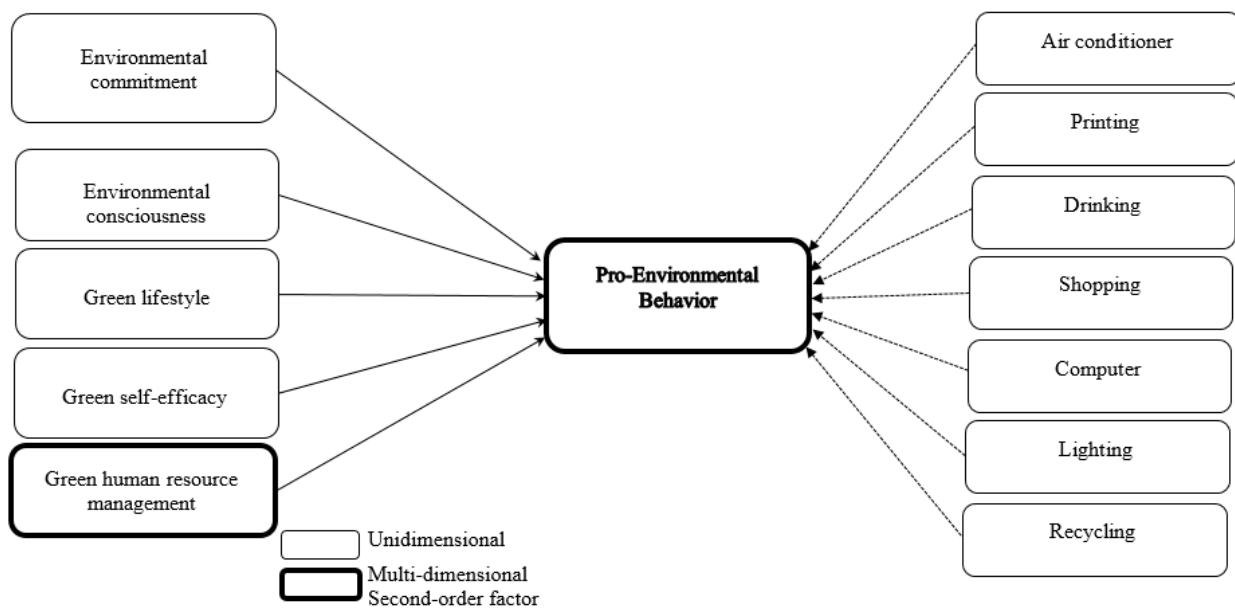 Environmental
commitment
Environmental
consciousness
Green lifestyle
Green self-efficacy
Green human resource
management
Pro-Environmental
Behavior
Air conditioner
Printing
Drinking
Shopping
Computer
Lighting
Recycling
Unidimensional
Multi-dimensional
Second-order factor